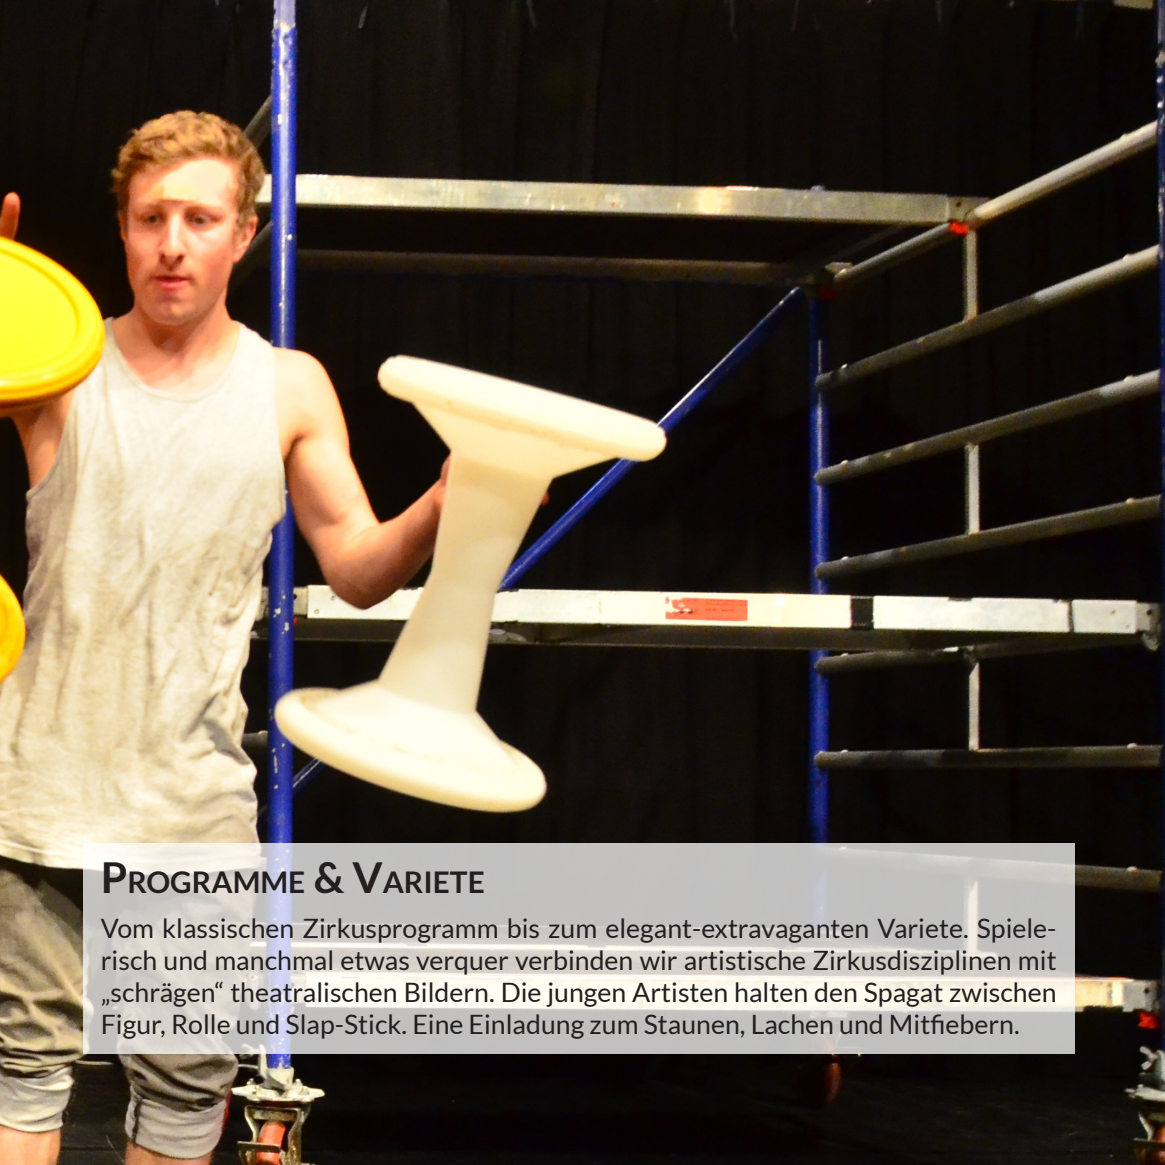 Programme & Variete
Vom klassischen Zirkusprogramm bis zum elegant-extravaganten Variete. Spiele-
risch und manchmal etwas verquer verbinden wir artistische Zirkusdisziplinen mit
„schrägen“ theatralischen Bildern. Die jungen Artisten halten den Spagat zwischen
Figur, Rolle und Slap-Stick. Eine Einladung zum Staunen, Lachen und Mitfiebern.